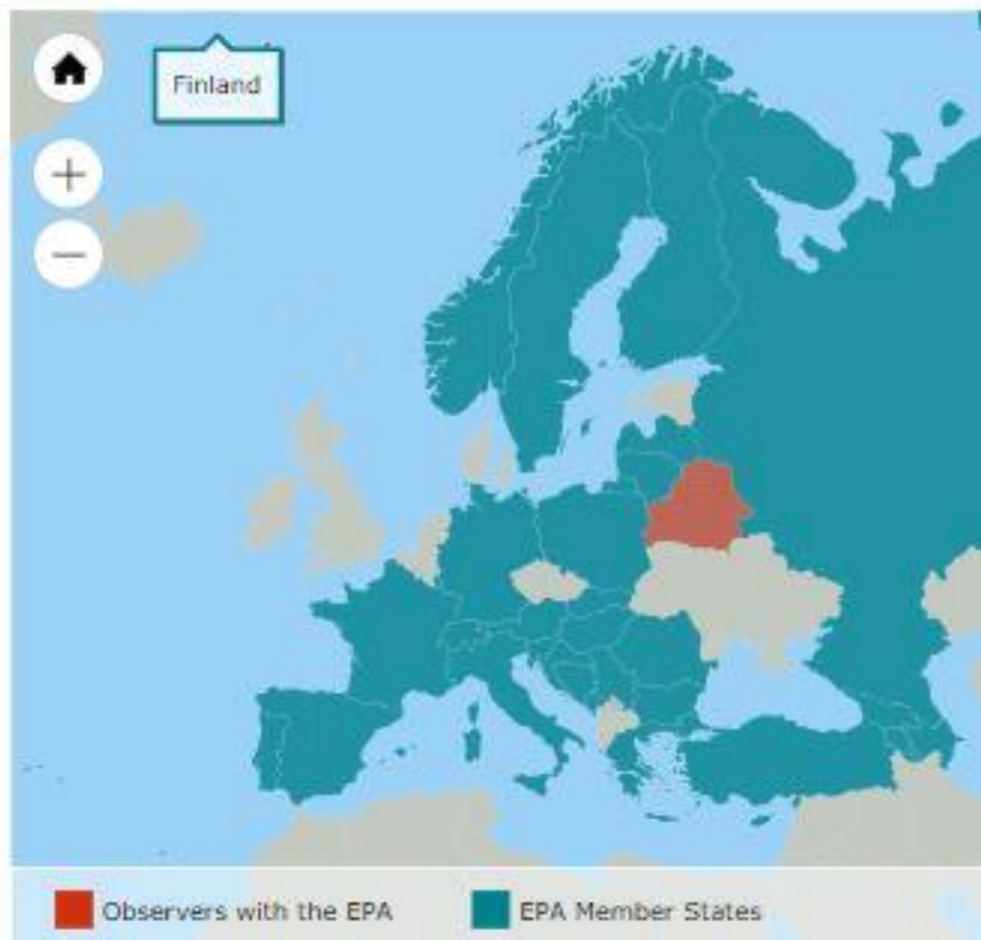 Finland
+
−
Observers with the EPA
EPA Member States